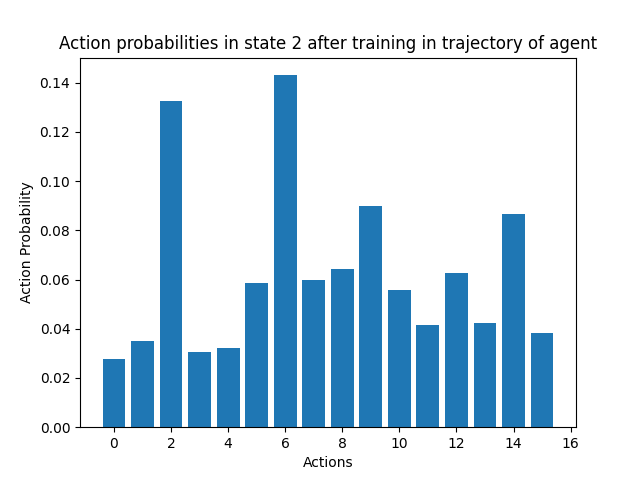 Action probabilities in state 2 after training in trajectory of agent
0.14
0.12
0.10
0.08
0.06
0.04
0.02
0.00
Action Probability
0 2 4 6 8 10 12 14 16
Actions